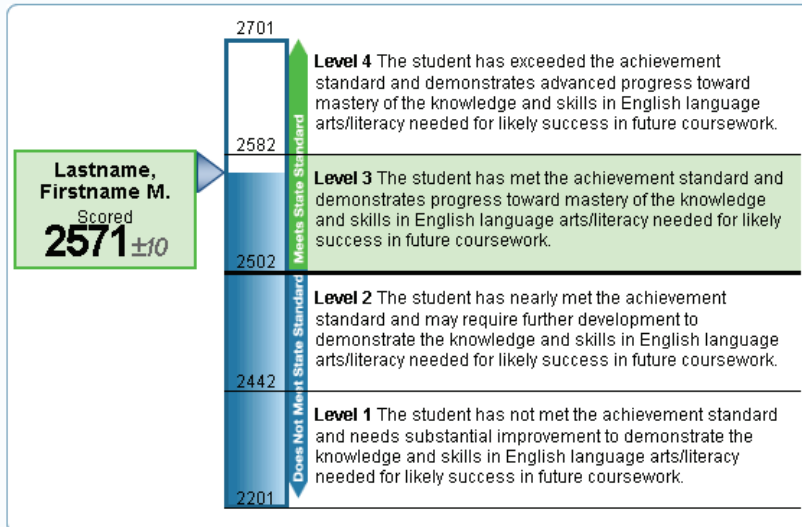 2701
Level 4 The student has exceeded the achievement
standard and demonstrates advanced progress toward
mastery of the knowledge and skills in English language
arts/literacy needed for likely success in future coursework.
2582
Lastname,
Firstname M.
Scored
2571 ±10
Meets State Standard
Level 3 The student has met the achievement standard and
demonstrates progress toward mastery of the knowledge
and skills in English language arts/literacy needed for likely
success in future coursework.
2502
Does Not Meet State Standard
Level 2 The student has nearly met the achievement
standard and may require further development to
demonstrate the knowledge and skills in English language
arts/literacy needed for likely success in future coursework.
2442
Level 1 The student has not met the achievement standard
and needs substantial improvement to demonstrate the
knowledge and skills in English language arts/literacy
needed for likely success in future coursework.
2201